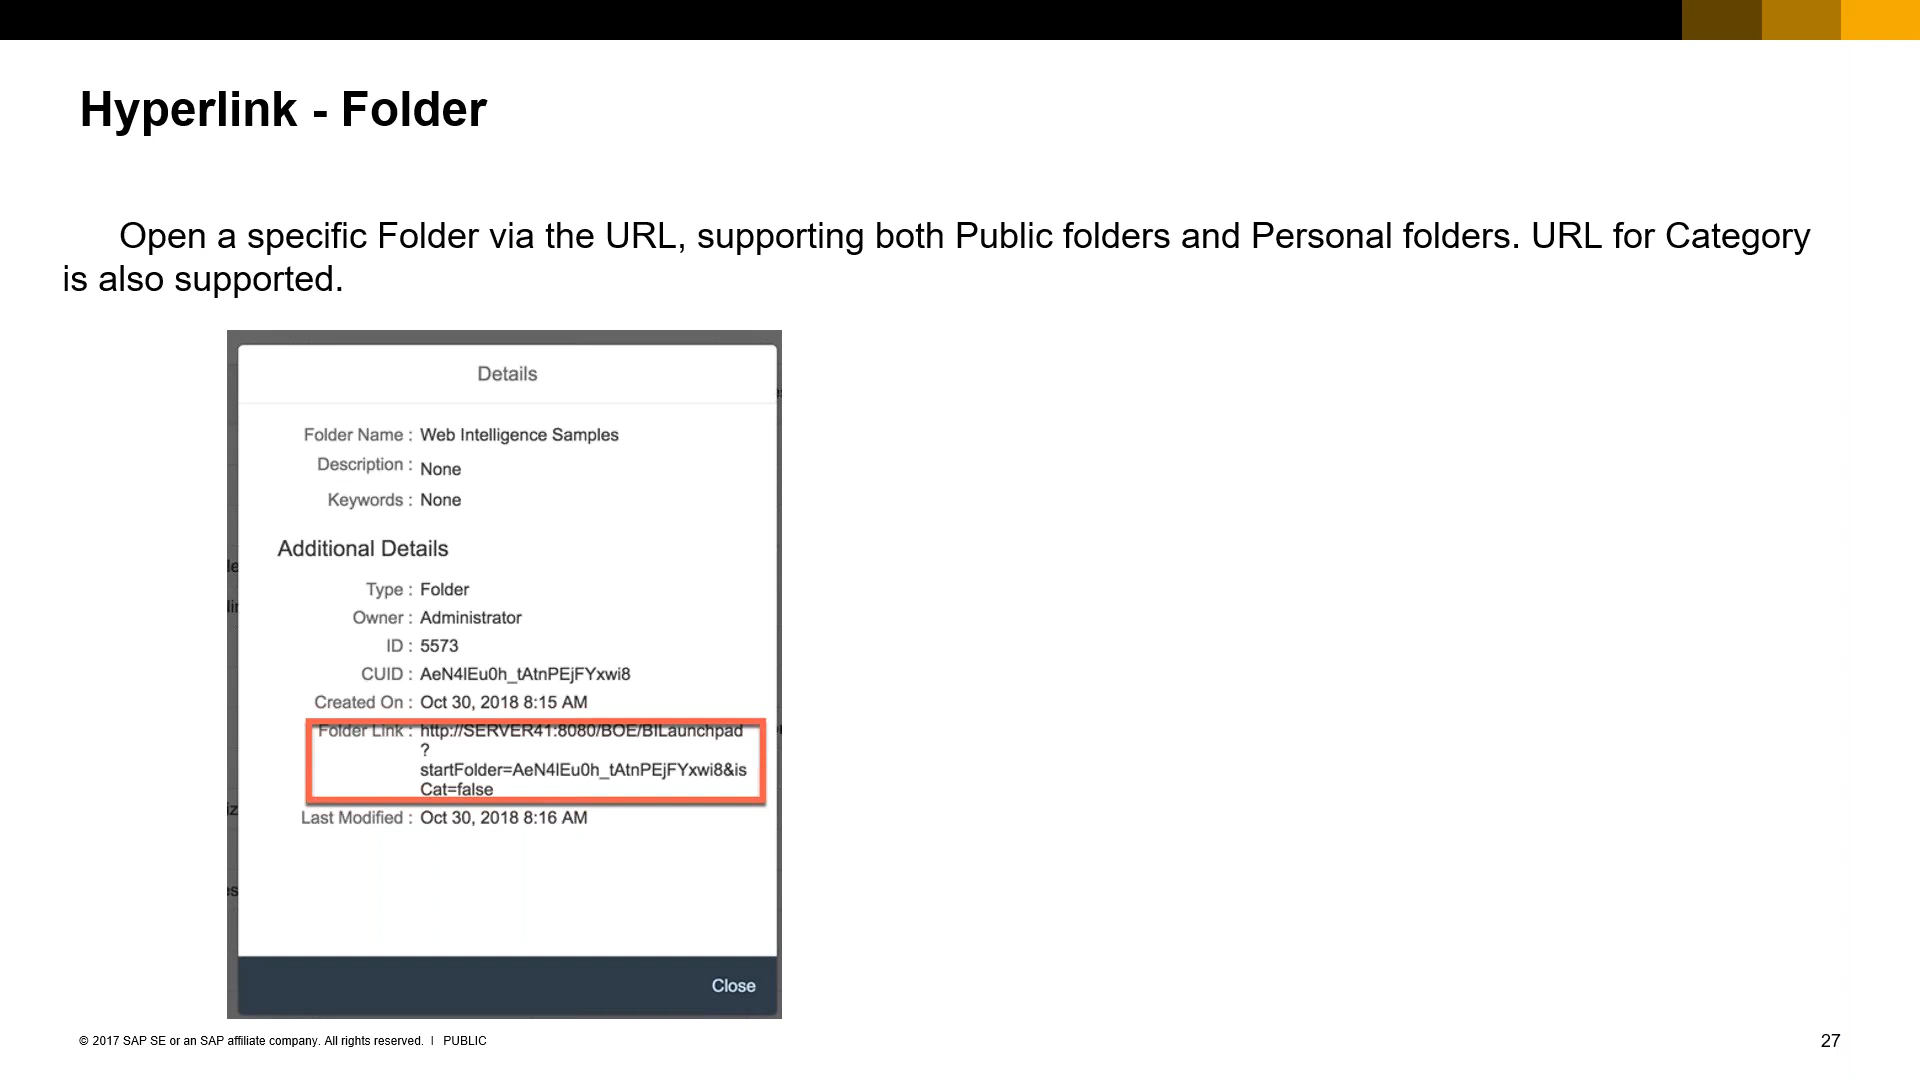 Hyperlink - Folder
Open a specific Folder via the URL, supporting both Public folders and Personal folders. URL for Category
is also supported.
Details
Folder Name : Web Intelligence Samples
Description : None
Keywords : None
Additional Details
Type : Folder
Owner : Administrator
ID : 5573
CUID : AeN4lEu0h_tAtnPEjFYxwi8
Created On : Oct 30, 2018 8:15 AM
Folder Link : http://SERVER41:8080/BOE/BILaunchpad
?
startFolder=AeN4lEu0h_tAtnPEjFYxwi8&is
Cat=false
Last Modified : Oct 30, 2018 8:16 AM
Close
© 2017 SAP SE or an SAP affiliate company. All rights reserved. ǀ PUBLIC
27